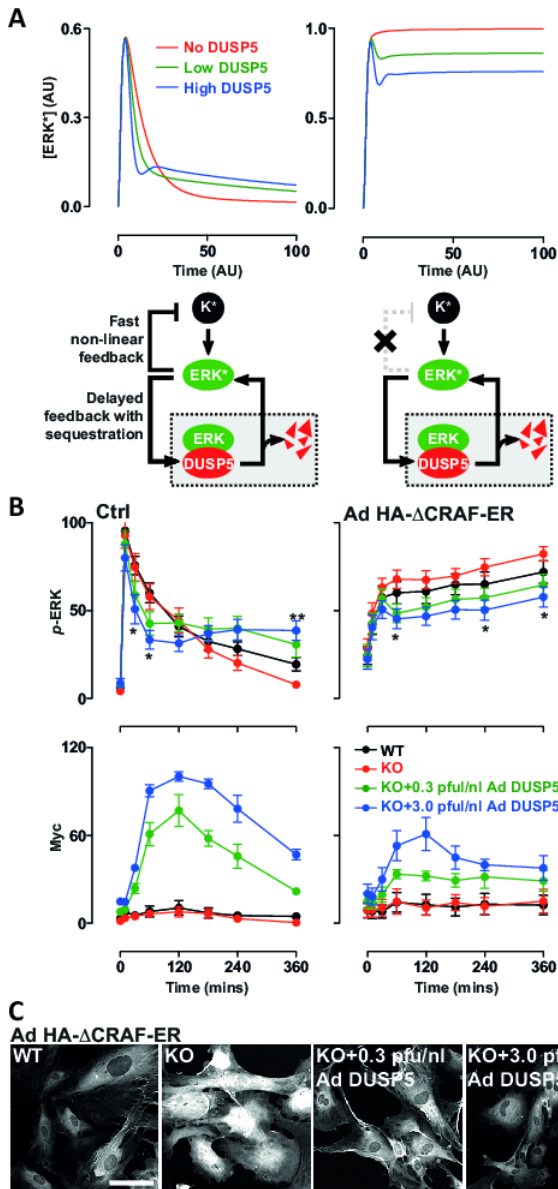 A
0.6
0.3
0.0
[ERK*] (AU)
No DUSP5
Low DUSP5
High DUSP5
0
50
100
Time (AU)
1.0
0.5
0.0
0
50
100
Time (AU)
K*
Fast
non-linear
feedback
ERK*
Delayed
feedback with
sequestration
ERK
DUSP5
K*
ERK*
ERK
DUSP5
B
Ctrl
Ad HA-ΔCRAF-ER
100
50
0
p-ERK
*
*
**
*
*
*
120
60
0
Myc
WT
KO
KO+0.3 pful/nl Ad DUSP5
KO+3.0 pful/nl Ad DUSP5
0
120
240
360
Time (mins)
0
120
240
360
Time (mins)
C
Ad HA-ΔCRAF-ER
WT
KO
KO+0.3 pfu/nl
Ad DUSP5
KO+3.0 pf
Ad DUSP5